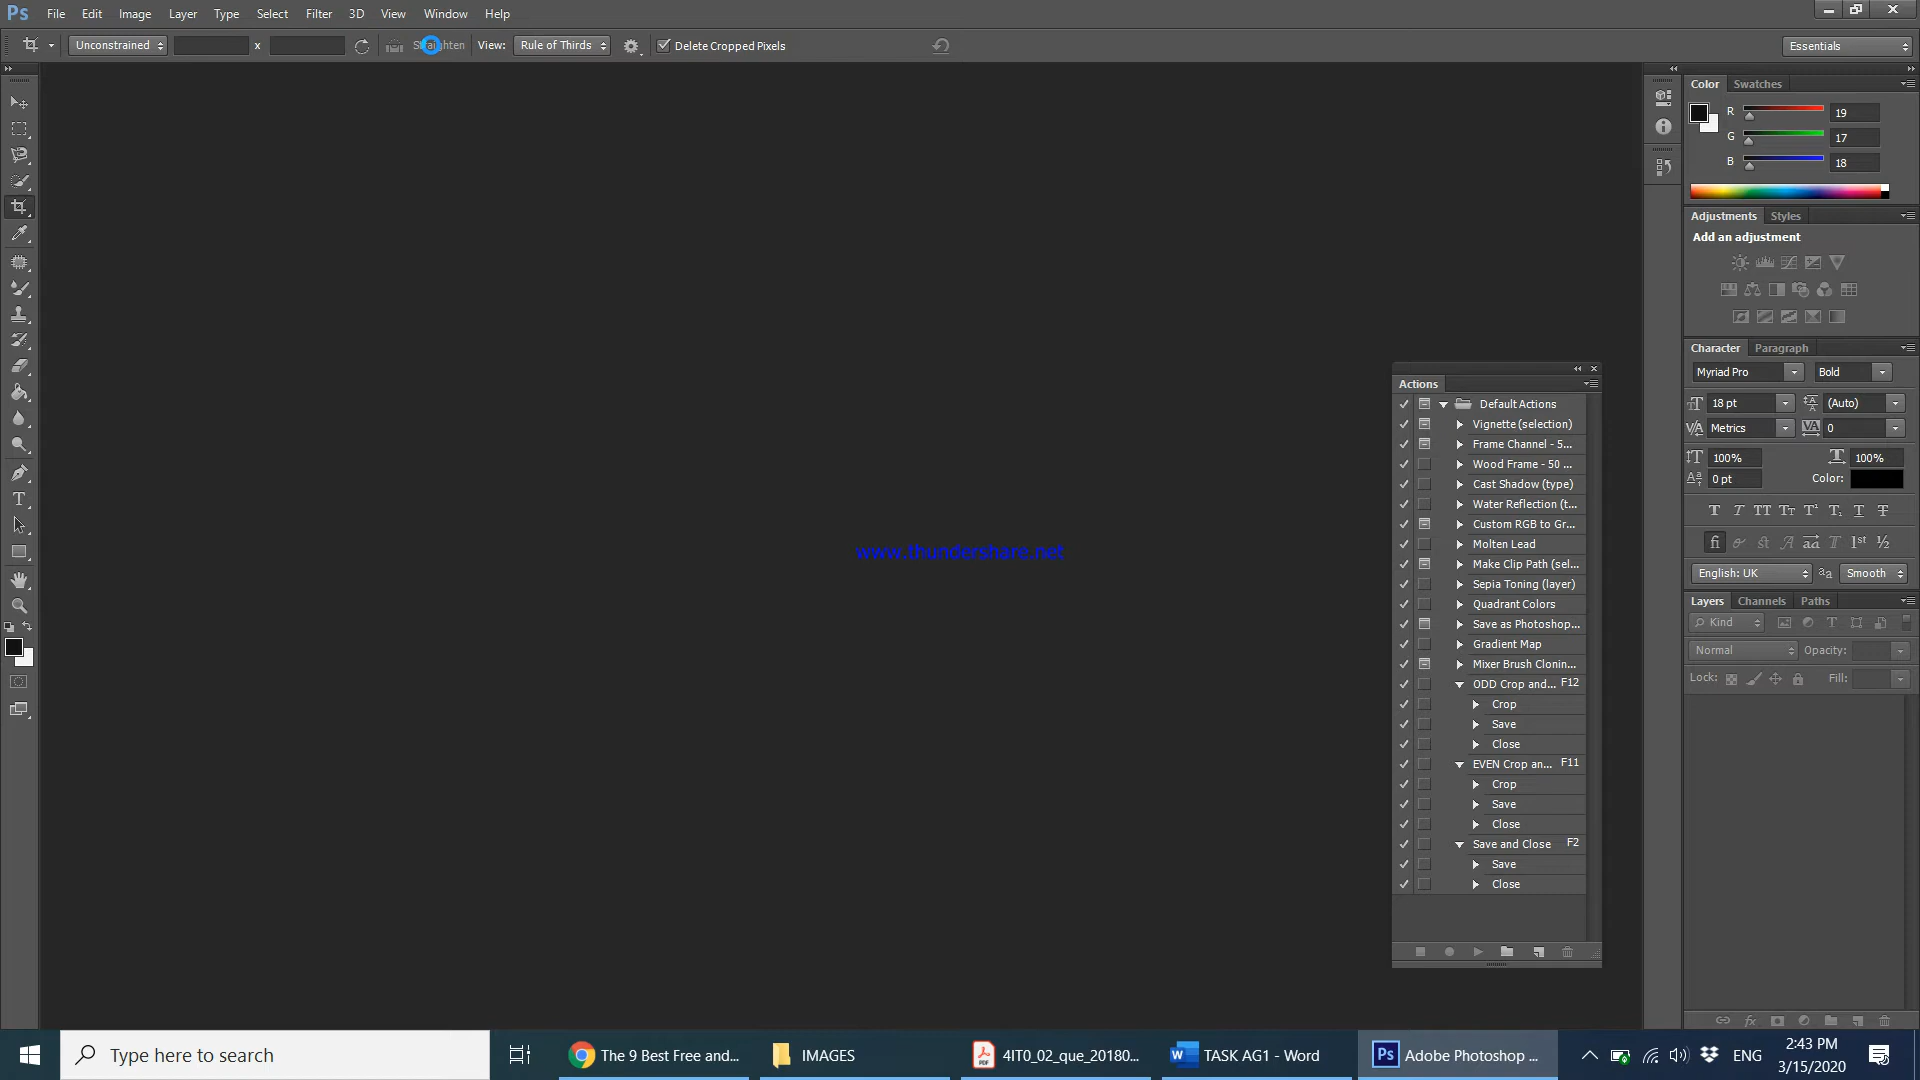 Ps File Edit Image Layer Type Select Filter 3D View Window Help
Unconstrained x Straighten View: Rule of Thirds Delete Cropped Pixels Essentials
Color Swatches
R 19
G 17
B 18
Adjustments Styles
Add an adjustment
Character Paragraph
Myriad Pro Bold
18 pt (Auto)
Metrics 0
100% 100%
0 pt Color:
English: UK Smooth
Layers Channels Paths
Kind
Normal Opacity:
Lock: Fill:
Actions
Default Actions
Vignette (selection)
Frame Channel - 5...
Wood Frame - 50 ...
Cast Shadow (type)
Water Reflection (t...
Custom RGB to Gr...
Molten Lead
Make Clip Path (sel...
Sepia Toning (layer)
Quadrant Colors
Save as Photoshop...
Gradient Map
Mixer Brush Clonin...
ODD Crop and... F12
Crop
Save
Close
EVEN Crop an... F11
Crop
Save
Close
Save and Close F2
Save
Close
www.thundershare.net
Type here to search
The 9 Best Free and...
IMAGES
4IT0_02_que_20180...
TASK AG1 - Word
Ps Adobe Photoshop ...
ENG
2:43 PM
3/15/2020